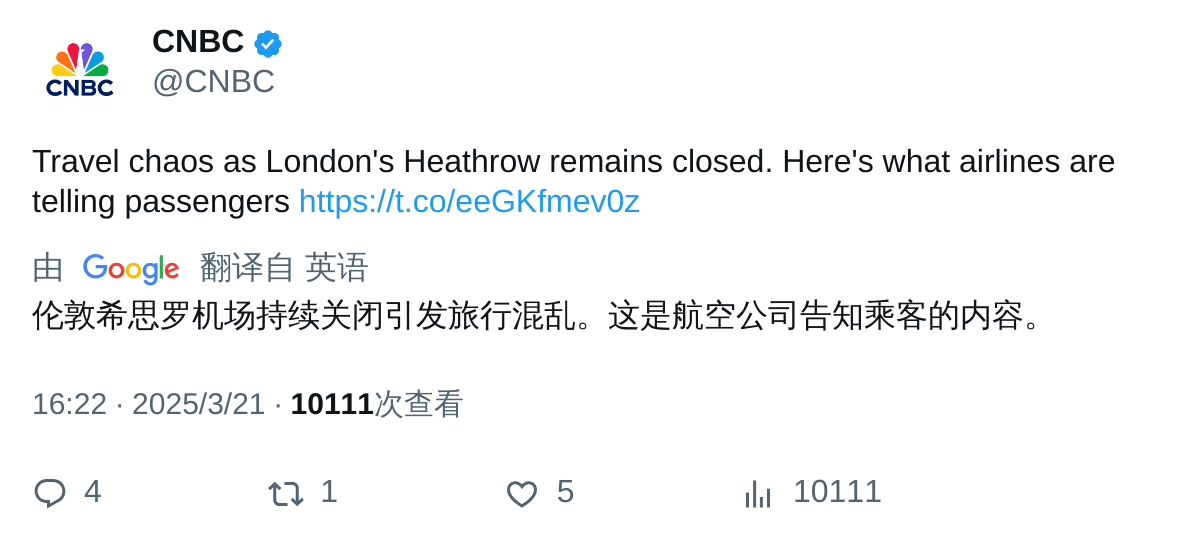 CNBC
CNBC
@CNBC
Travel chaos as London's Heathrow remains closed. Here's what airlines are
telling passengers https://t.co/eeGKfmev0z
由 Google 翻译自 英语
伦敦希思罗机场持续关闭引发旅行混乱。这是航空公司告知乘客的内容。
16:22 · 2025/3/21 · 10111次查看
4 1 5 10111